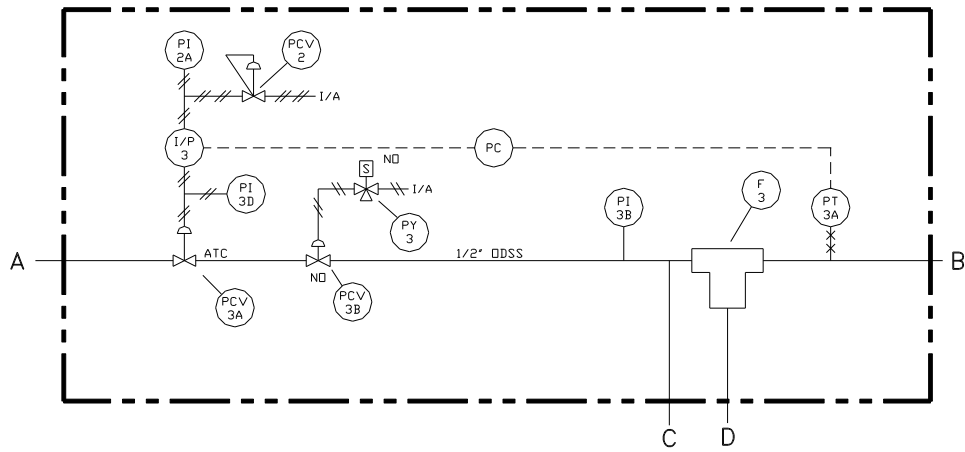 PI
2A
PCV
2
I/A
I/P
3
PC
S
NO
I/A
PI
3D
PY
3
PI
3B
F
3
PT
3A
A
ATC
1/2" ODSS
B
NO
PCV
3A
PCV
3B
C
D